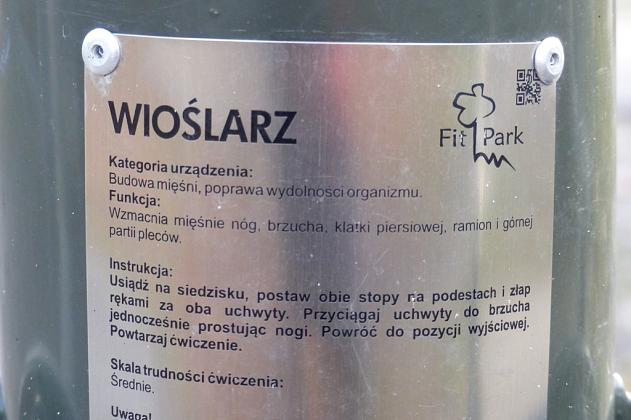 WIOŚLARZ
Fit Park
Kategoria urządzenia:
Budowa mięśni, poprawa wydolności organizmu.
Funkcja:
Wzmacnia mięśnie nóg, brzucha, klatki piersiowej, ramion i górnej
partii pleców.
Instrukcja:
Usiądź na siedzisku, postaw obie stopy na podestach i złap
rękami za oba uchwyty. Przyciągaj uchwyty do brzucha
jednocześnie prostując nogi. Powróć do pozycji wyjściowej.
Powtarzaj ćwiczenie.
Skala trudności ćwiczenia:
Średnie.
Uwaga!